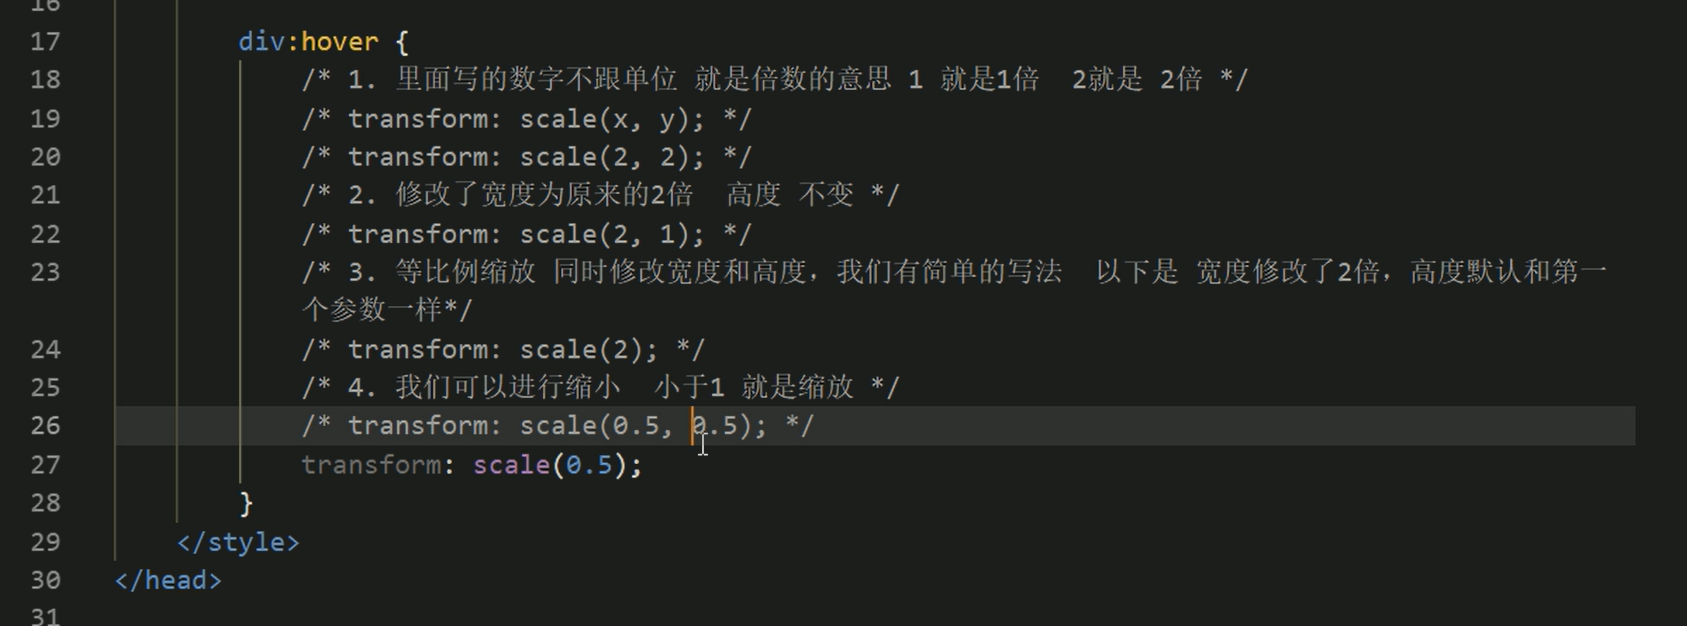 16
17 div:hover {
18 /* 1. 里面写的数字不跟单位 就是倍数的意思 1 就是1倍  2就是 2倍 */
19 /* transform: scale(x, y); */
20 /* transform: scale(2, 2); */
21 /* 2. 修改了宽度为原来的2倍  高度 不变 */
22 /* transform: scale(2, 1); */
23 /* 3. 等比例缩放 同时修改宽度和高度，我们有简单的写法  以下是 宽度修改了2倍，高度默认和第一
个参数一样*/
24 /* transform: scale(2); */
25 /* 4. 我们可以进行缩小  小于1 就是缩放 */
26 /* transform: scale(0.5, 0.5); */
27 transform: scale(0.5);
28 }
29 </style>
30 </head>
31